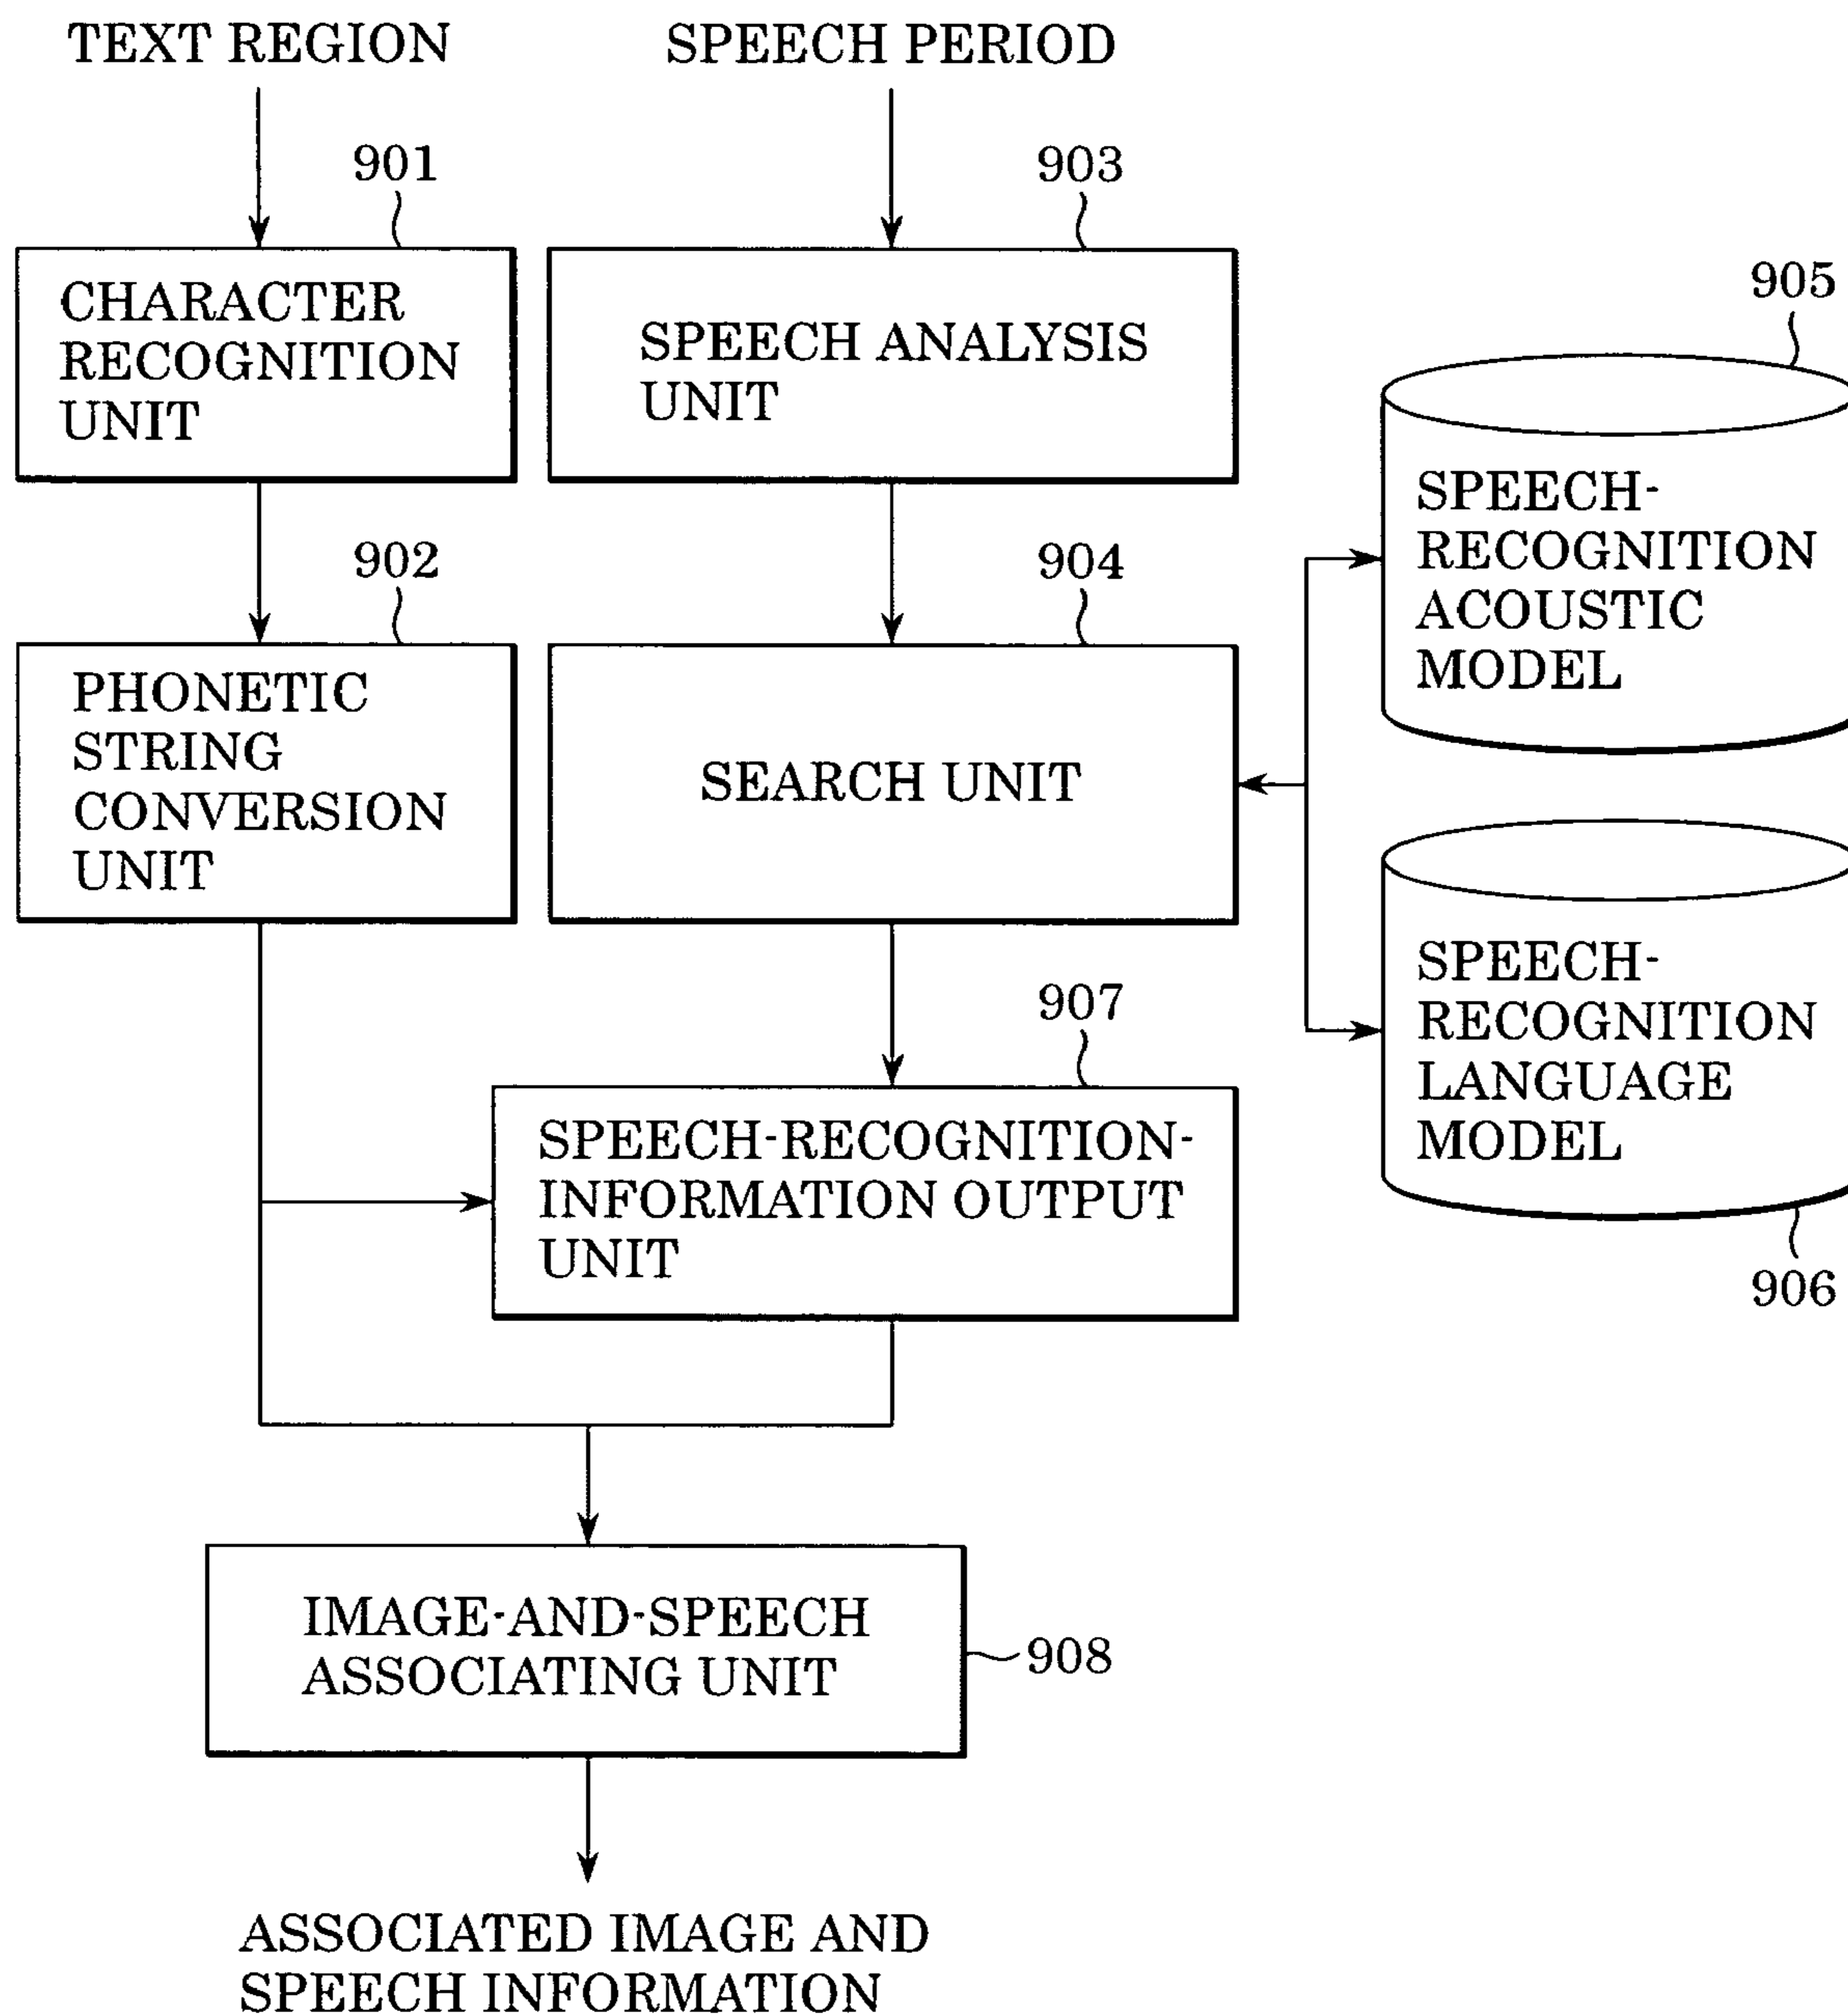 TEXT REGION
SPEECH PERIOD
901
903
CHARACTER
RECOGNITION
UNIT
SPEECH ANALYSIS
UNIT
905
SPEECH-
RECOGNITION
ACOUSTIC
MODEL
902
904
PHONETIC
STRING
CONVERSION
UNIT
SEARCH UNIT
SPEECH-
RECOGNITION
LANGUAGE
MODEL
906
907
SPEECH-RECOGNITION-
INFORMATION OUTPUT
UNIT
IMAGE-AND-SPEECH
ASSOCIATING UNIT
908
ASSOCIATED IMAGE AND
SPEECH INFORMATION